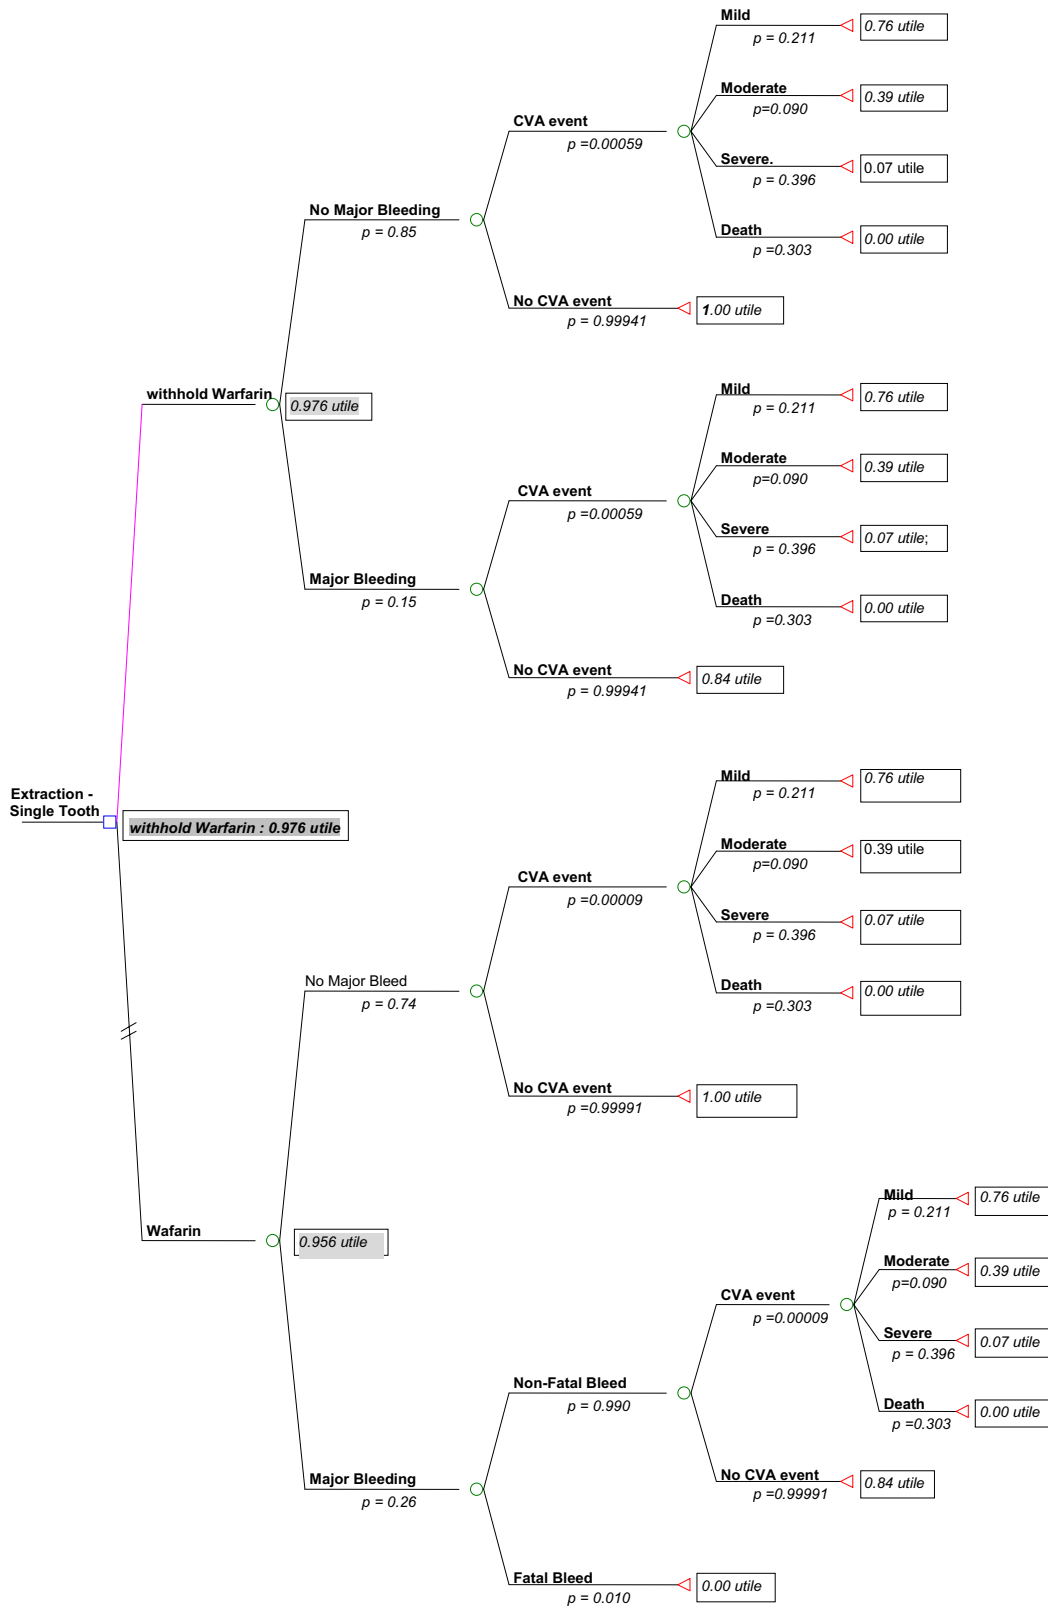 Mild
p = 0.211
0.76 utile
Moderate
p=0.090
0.39 utile
CVA event
p =0.00059
Severe.
p = 0.396
0.07 utile
No Major Bleeding
p = 0.85
Death
p =0.303
0.00 utile
No CVA event
p = 0.99941
1.00 utile
withhold Warfarin
0.976 utile
Mild
p = 0.211
0.76 utile
Moderate
p=0.090
0.39 utile
CVA event
p =0.00059
Severe
p = 0.396
0.07 utile;
Major Bleeding
p = 0.15
Death
p =0.303
0.00 utile
No CVA event
p = 0.99941
0.84 utile
Extraction -
Single Tooth
withhold Warfarin : 0.976 utile
Mild
p = 0.211
0.76 utile
Moderate
p=0.090
0.39 utile
CVA event
p =0.00009
Severe
p = 0.396
0.07 utile
No Major Bleed
p = 0.74
Death
p =0.303
0.00 utile
No CVA event
p =0.99991
1.00 utile
Wafarin
0.956 utile
Mild
p = 0.211
0.76 utile
Moderate
p=0.090
0.39 utile
CVA event
p =0.00009
Severe
p = 0.396
0.07 utile
Non-Fatal Bleed
p = 0.990
Death
p =0.303
0.00 utile
Major Bleeding
p = 0.26
No CVA event
p =0.99991
0.84 utile
Fatal Bleed
p = 0.010
0.00 utile